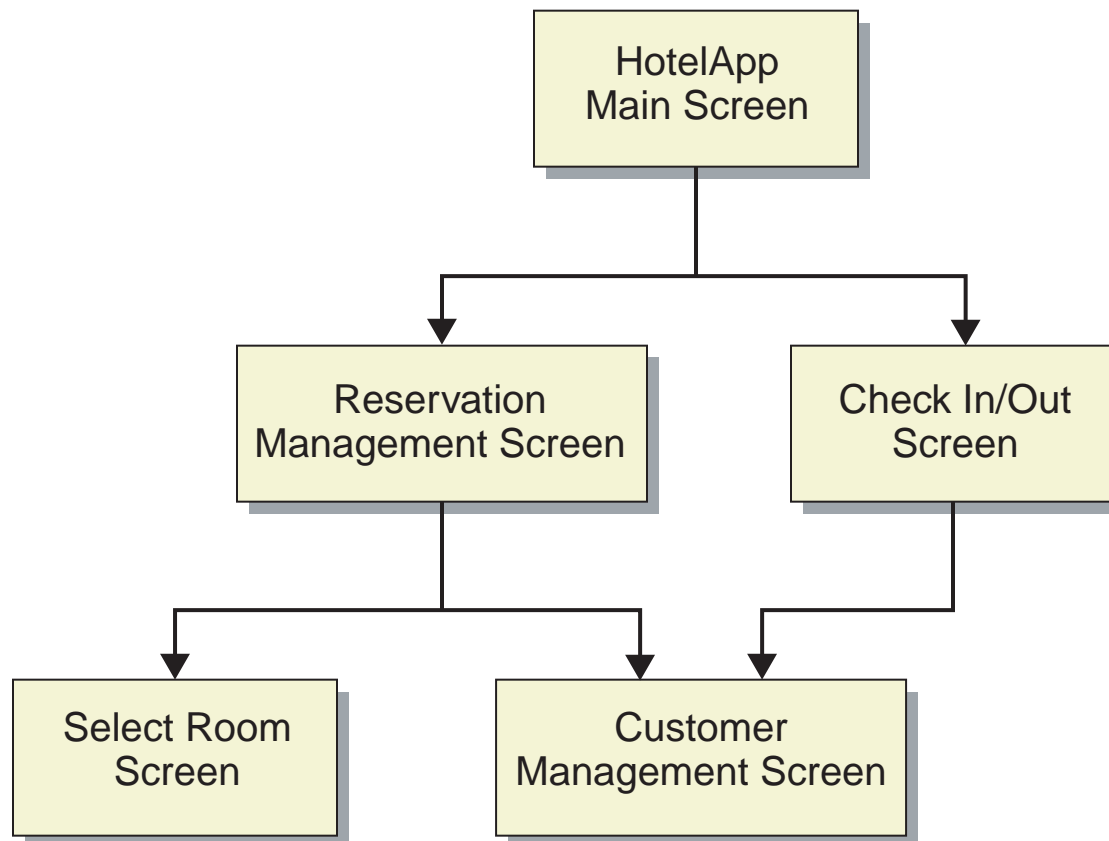 HotelApp
Main Screen
Reservation
Management Screen
Check In/Out
Screen
Select Room
Screen
Customer
Management Screen